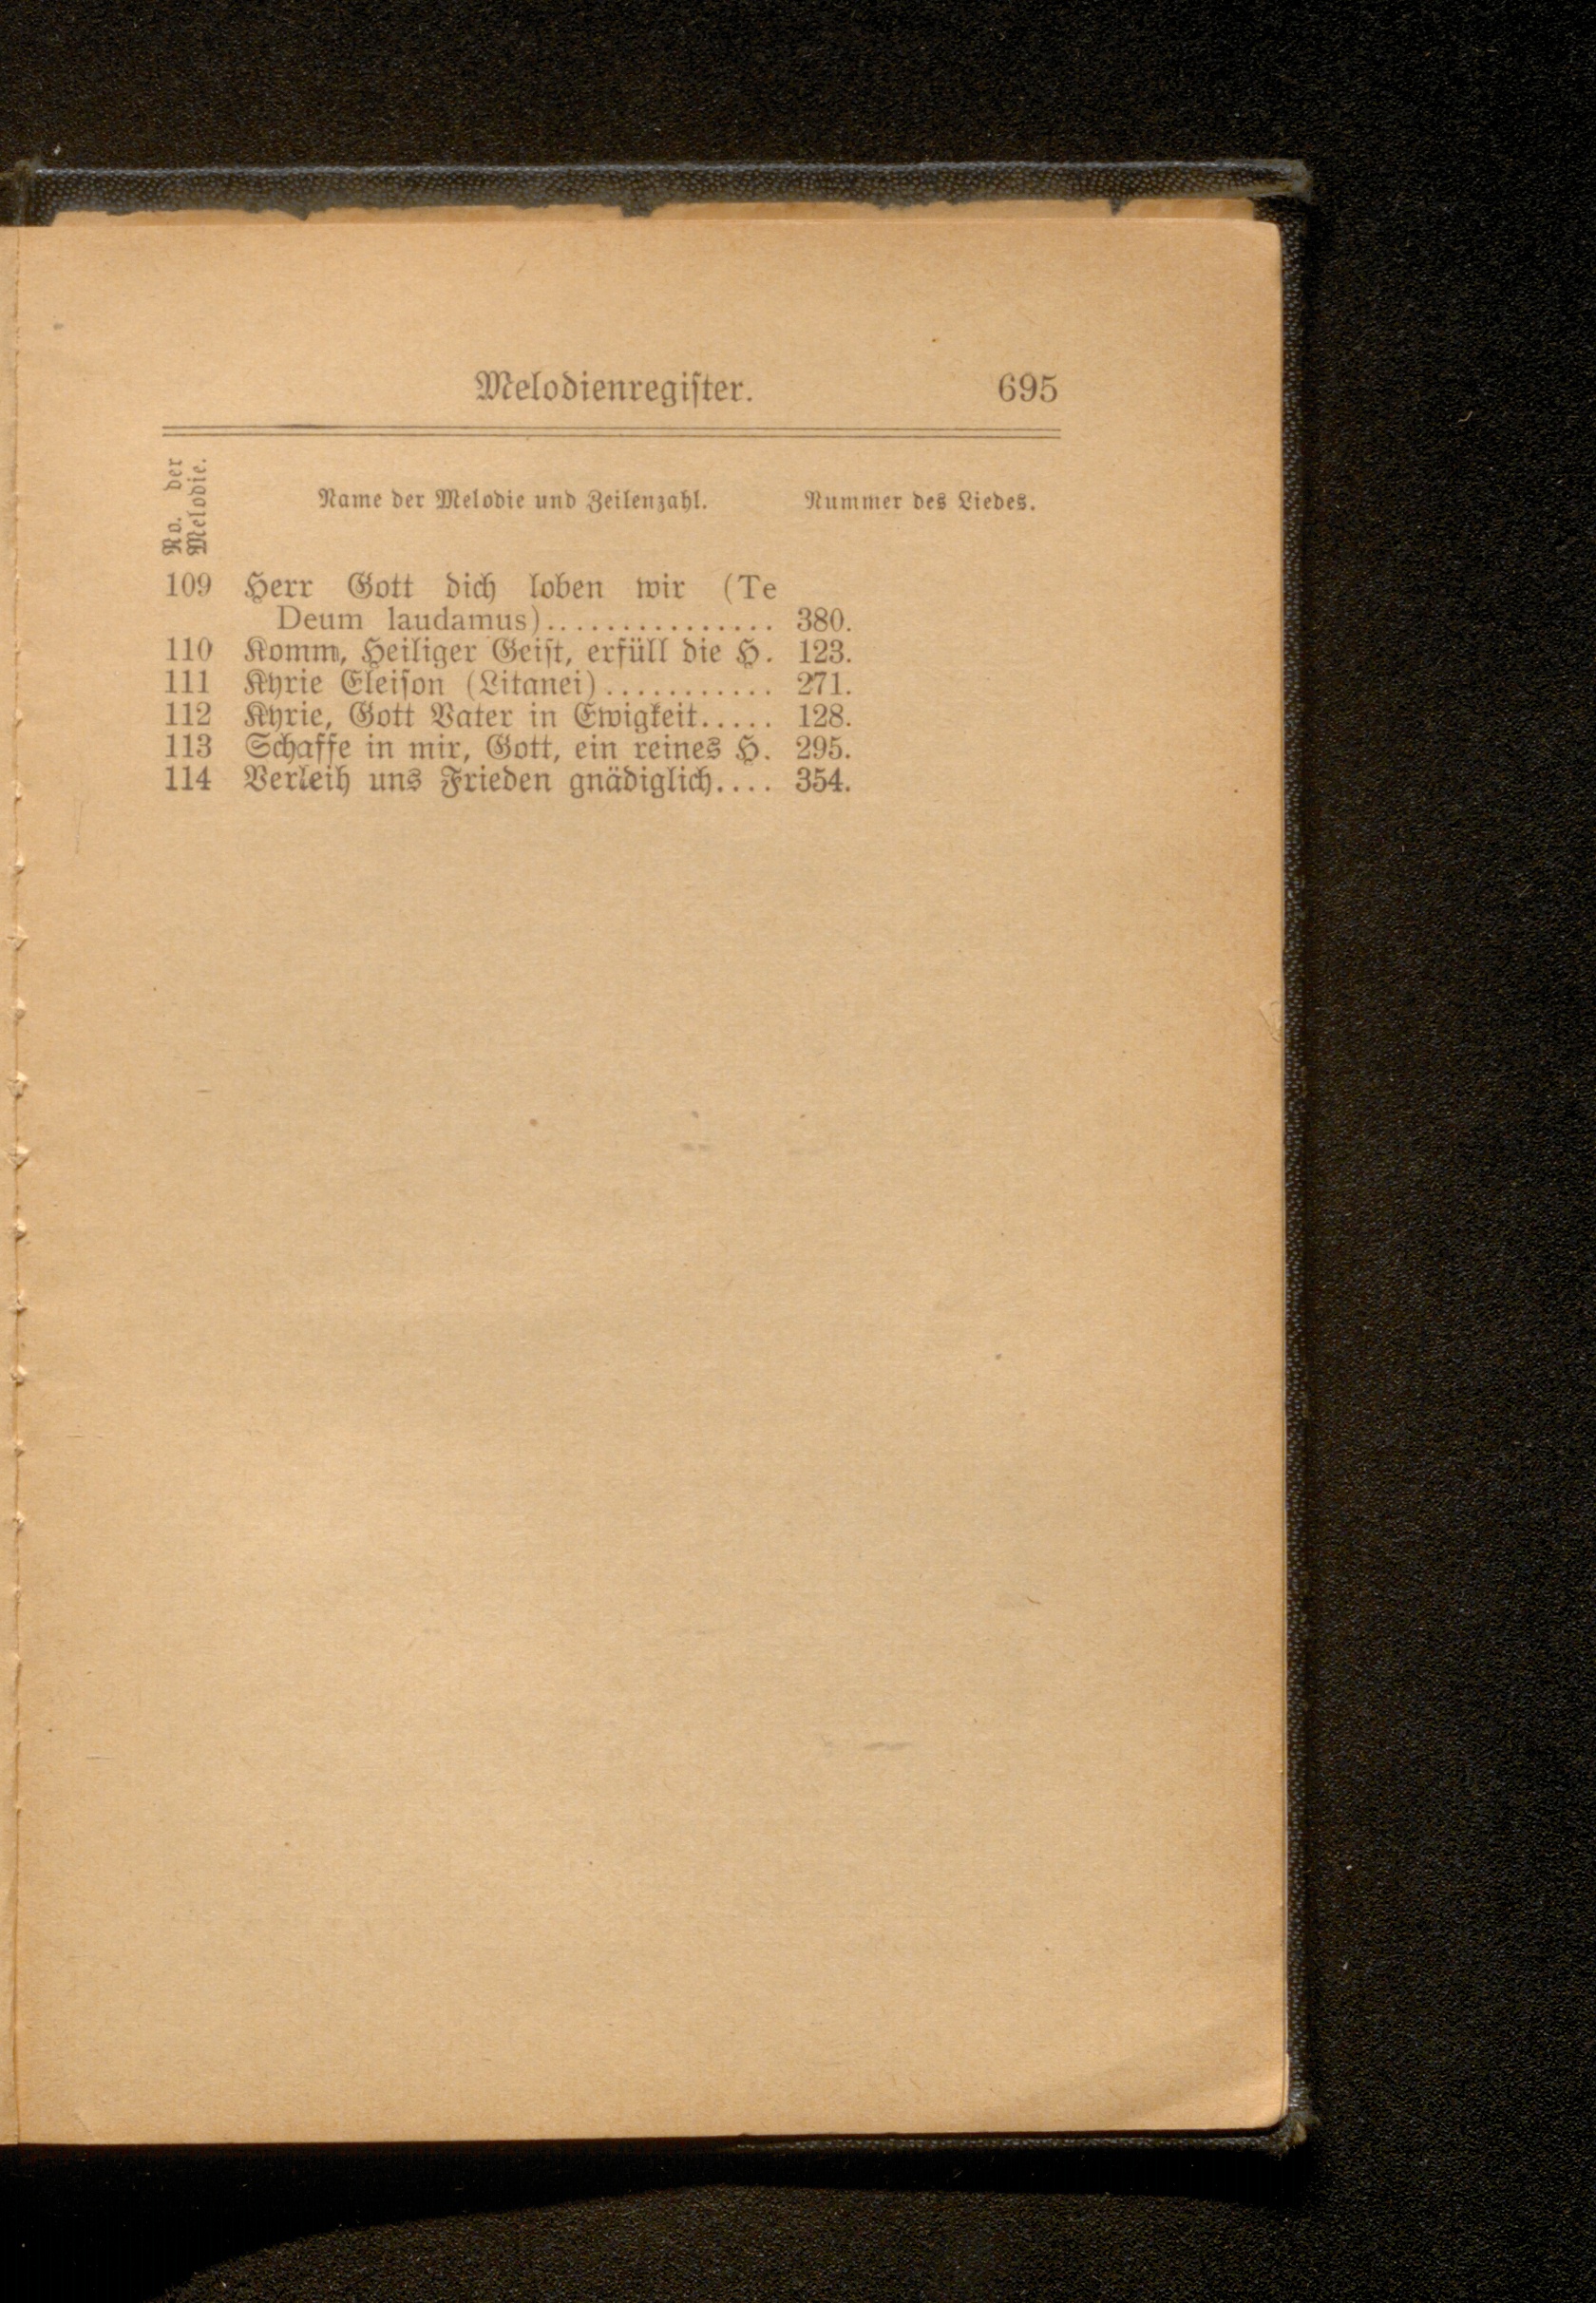 Melodienregister. 695
No. der Melodie. Name der Melodie und Zeilenzahl. Nummer des Liedes.
109 Herr Gott dich loben wir (Te
Deum laudamus)............... 380.
110 Komm, Heiliger Geist, erfüll die H. 123.
111 Kyrie Eleison (Litanei)........... 271.
112 Kyrie, Gott Vater in Ewigkeit..... 128.
113 Schaffe in mir, Gott, ein reines H. 295.
114 Verleih uns Frieden gnädiglich.... 354.